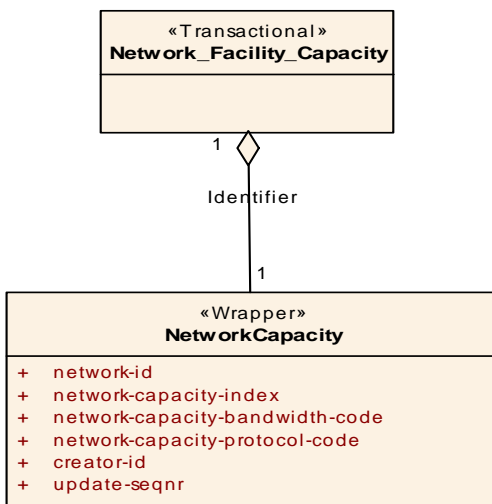 «Transactional»
Network_Facility_Capacity
1
Identifier
1
«Wrapper»
NetworkCapacity
+ network-id
+ network-capacity-index
+ network-capacity-bandwidth-code
+ network-capacity-protocol-code
+ creator-id
+ update-seqnr